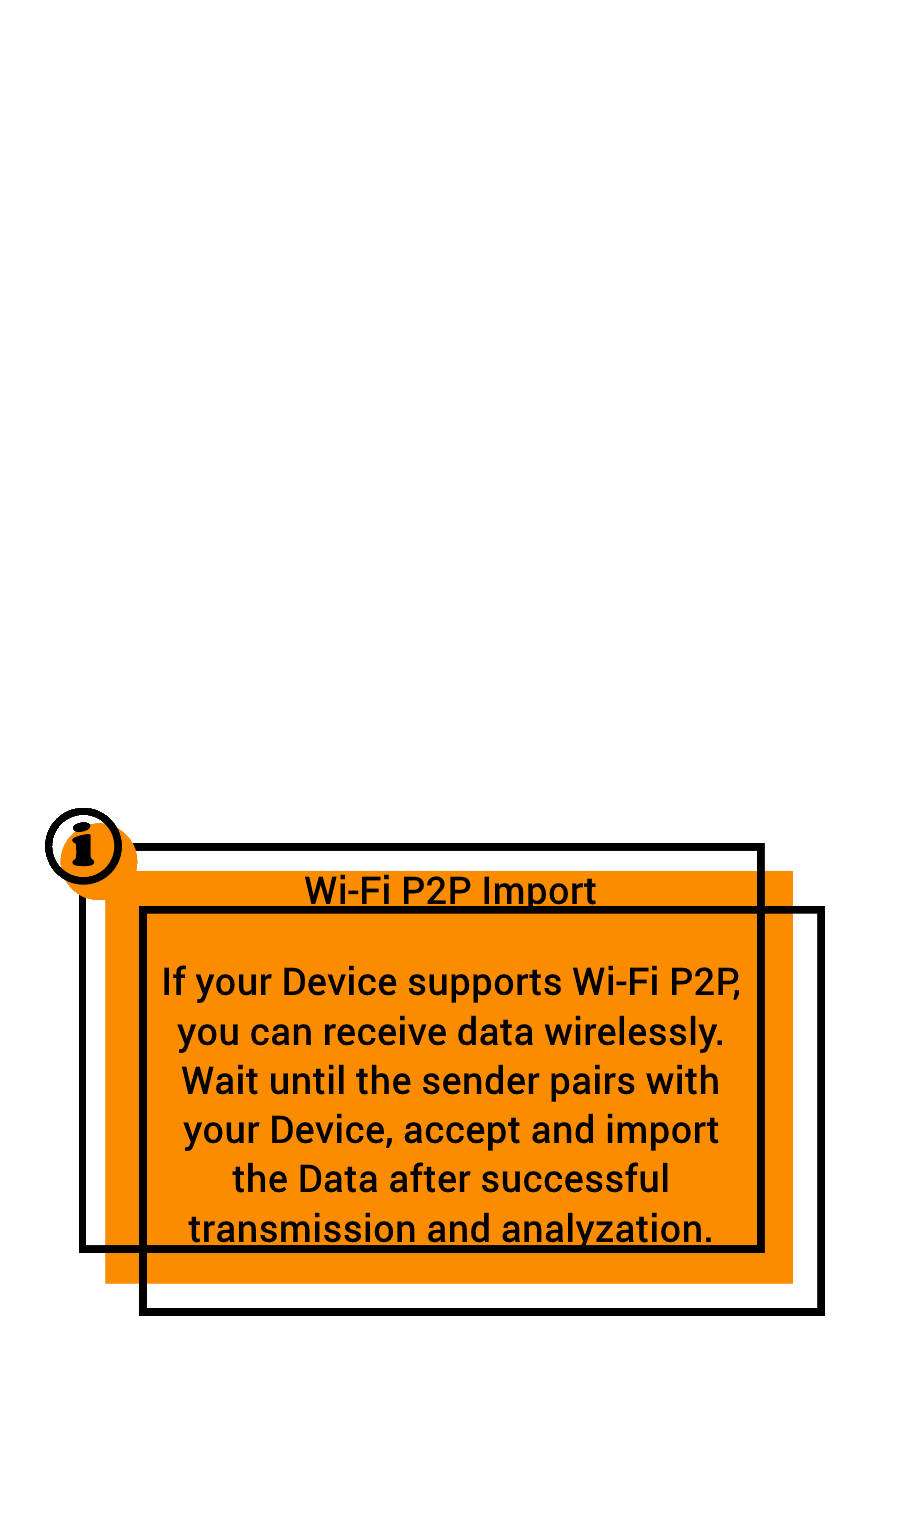 i
Wi-Fi P2P Import
If your Device supports Wi-Fi P2P,
you can receive data wirelessly.
Wait until the sender pairs with
your Device, accept and import
the Data after successful
transmission and analyzation.